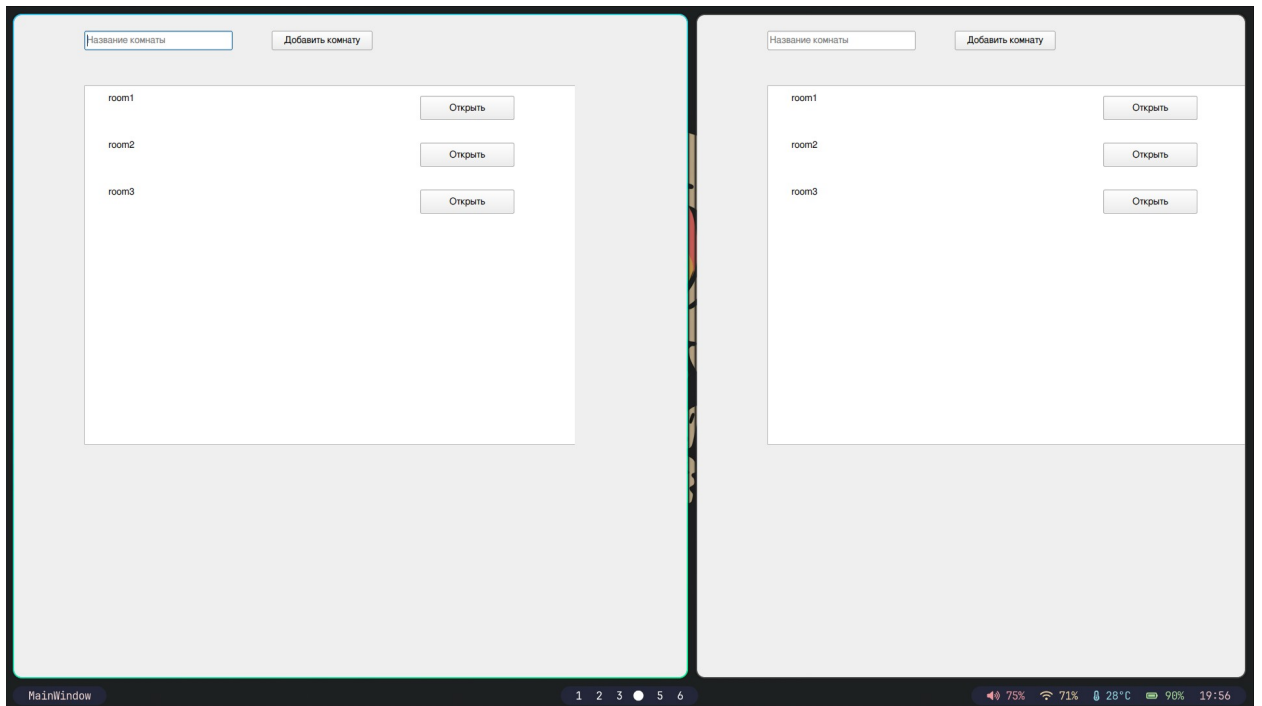 Название комнаты
Добавить комнату
room1
Открыть
room2
Открыть
room3
Открыть
Название комнаты
Добавить комнату
room1
Открыть
room2
Открыть
room3
Открыть
MainWindow
1 2 3 5 6
75% 71% 28°C 90% 19:56